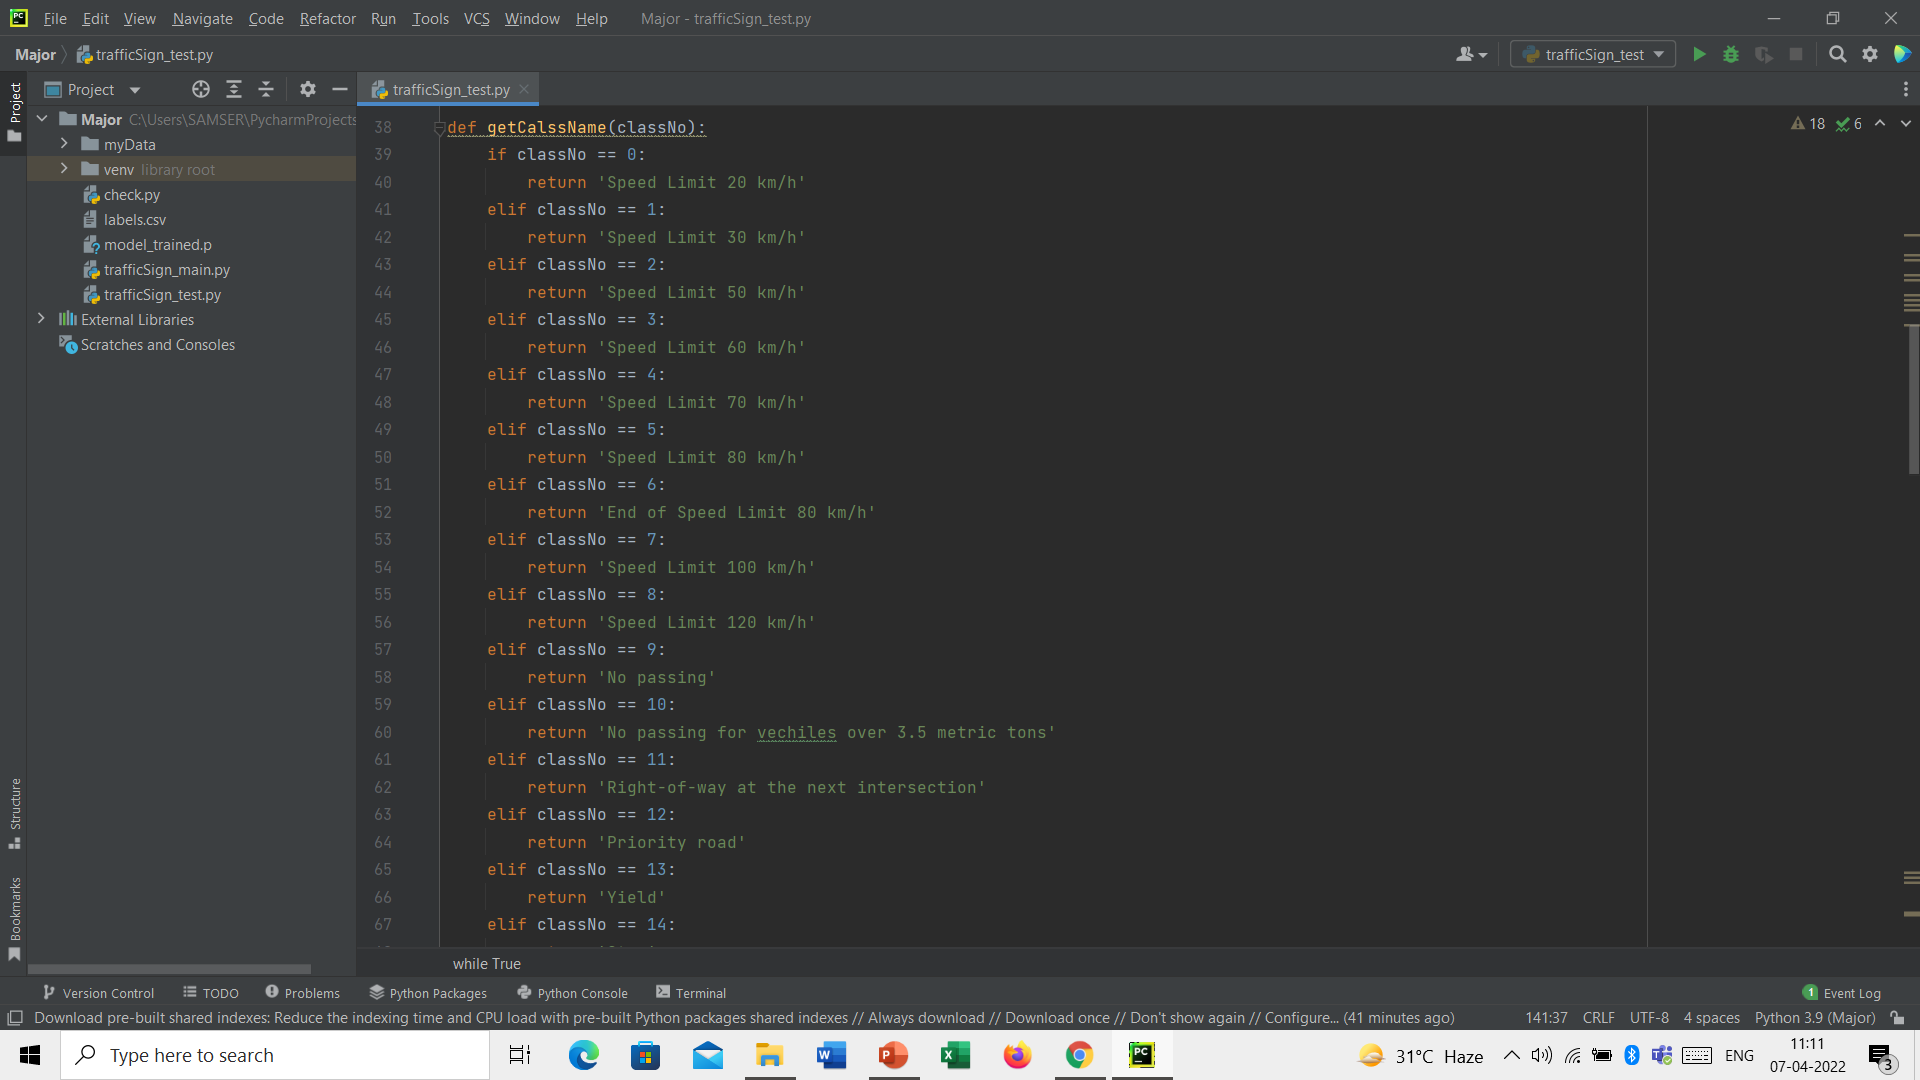 File Edit View Navigate Code Refactor Run Tools VCS Window Help Major - trafficSign_test.py
Major trafficSign_test.py
trafficSign_test
Project
Project
trafficSign_test.py
Major C:\Users\SAMSER\PycharmProjects
myData
venv library root
check.py
labels.csv
model_trained.p
trafficSign_main.py
trafficSign_test.py
External Libraries
Scratches and Consoles
18 6
38 def getCalssName(classNo):
39 if classNo == 0:
40 return 'Speed Limit 20 km/h'
41 elif classNo == 1:
42 return 'Speed Limit 30 km/h'
43 elif classNo == 2:
44 return 'Speed Limit 50 km/h'
45 elif classNo == 3:
46 return 'Speed Limit 60 km/h'
47 elif classNo == 4:
48 return 'Speed Limit 70 km/h'
49 elif classNo == 5:
50 return 'Speed Limit 80 km/h'
51 elif classNo == 6:
52 return 'End of Speed Limit 80 km/h'
53 elif classNo == 7:
54 return 'Speed Limit 100 km/h'
55 elif classNo == 8:
56 return 'Speed Limit 120 km/h'
57 elif classNo == 9:
58 return 'No passing'
59 elif classNo == 10:
60 return 'No passing for vechiles over 3.5 metric tons'
61 elif classNo == 11:
62 return 'Right-of-way at the next intersection'
63 elif classNo == 12:
64 return 'Priority road'
65 elif classNo == 13:
66 return 'Yield'
67 elif classNo == 14:
while True
Structure
Bookmarks
Version Control TODO Problems Python Packages Python Console Terminal 1 Event Log
Download pre-built shared indexes: Reduce the indexing time and CPU load with pre-built Python packages shared indexes // Always download // Download once // Don't show again // Configure... (41 minutes ago) 141:37 CRLF UTF-8 4 spaces Python 3.9 (Major)
Type here to search
31°C Haze
ENG
11:11
07-04-2022
3